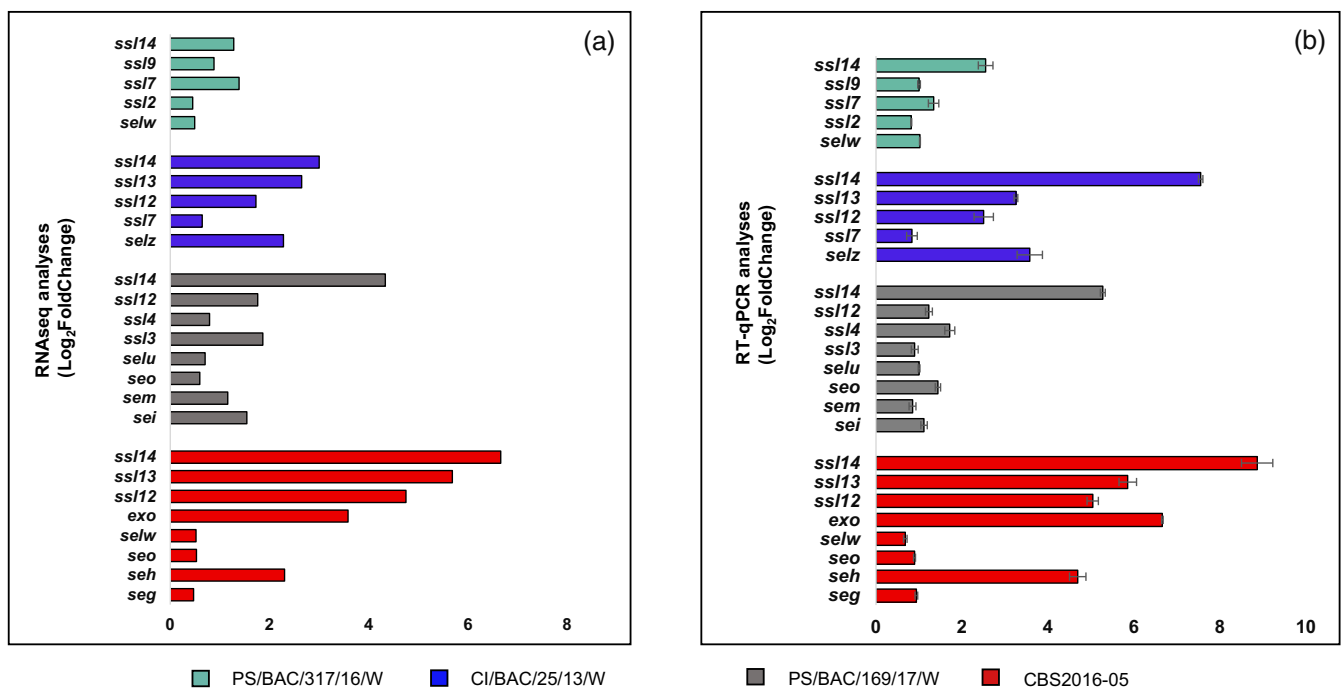 (a)
RNAseq analyses
(Log₂FoldChange)
ssl14
ssl9
ssl7
ssl2
selw
ssl14
ssl13
ssl12
ssl7
selz
ssl14
ssl12
ssl4
ssl3
selu
seo
sem
sei
ssl14
ssl13
ssl12
exo
selw
seo
seh
seg
0 2 4 6 8
(b)
RT-qPCR analyses
(Log₂FoldChange)
ssl14
ssl9
ssl7
ssl2
selw
ssl14
ssl13
ssl12
ssl7
selz
ssl14
ssl12
ssl4
ssl3
selu
seo
sem
sei
ssl14
ssl13
ssl12
exo
selw
seo
seh
seg
0 2 4 6 8 10
PS/BAC/317/16/W CI/BAC/25/13/W PS/BAC/169/17/W CBS2016-05